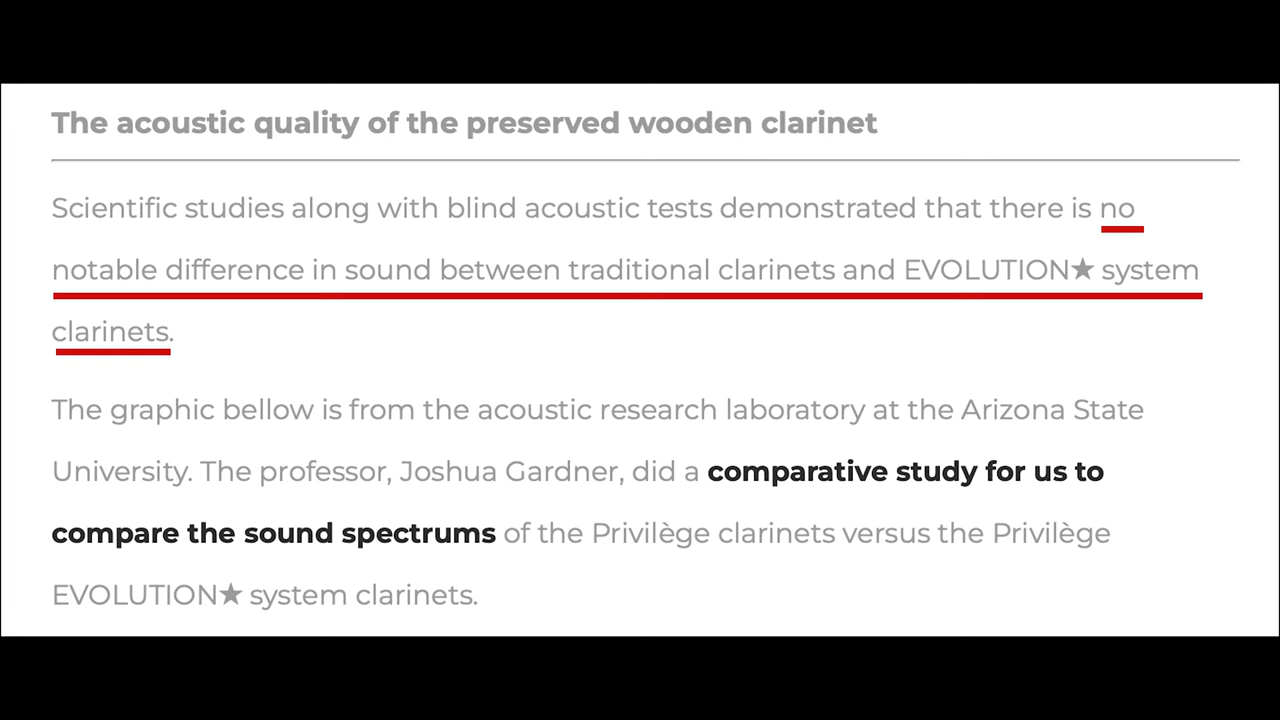 The acoustic quality of the preserved wooden clarinet
Scientific studies along with blind acoustic tests demonstrated that there is no
notable difference in sound between traditional clarinets and EVOLUTION★ system
clarinets.
The graphic bellow is from the acoustic research laboratory at the Arizona State
University. The professor, Joshua Gardner, did a comparative study for us to
compare the sound spectrums of the Privilège clarinets versus the Privilège
EVOLUTION★ system clarinets.